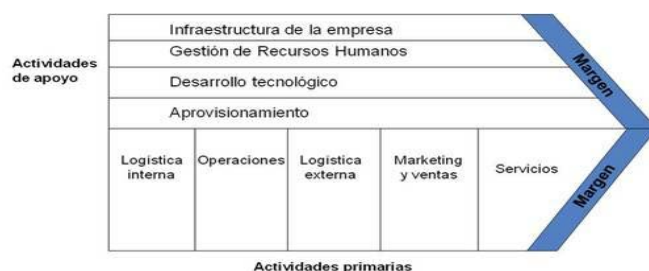 Infraestructura de la empresa
Gestión de Recursos Humanos
Actividades
de apoyo
Desarrollo tecnológico
Aprovisionamiento
Margen
Logística
interna
Operaciones
Logística
externa
Marketing
y ventas
Servicios
Margen
Actividades primarias